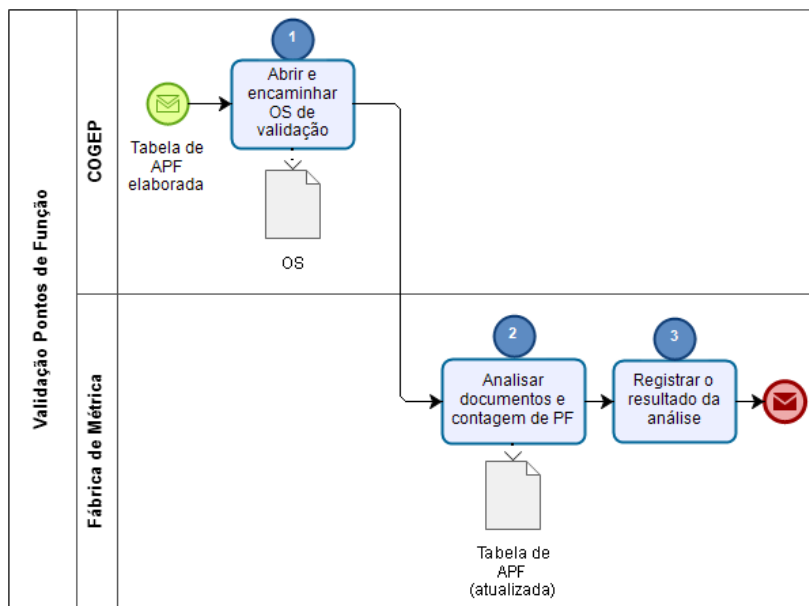 Validação Pontos de Função
COGEP
Tabela de
APF
elaborada
1
Abrir e
encaminhar
OS de
validação
OS
Fábrica de Métrica
2
Analisar
documentos e
contagem de PF
Tabela de
APF
(atualizada)
3
Registrar o
resultado da
análise